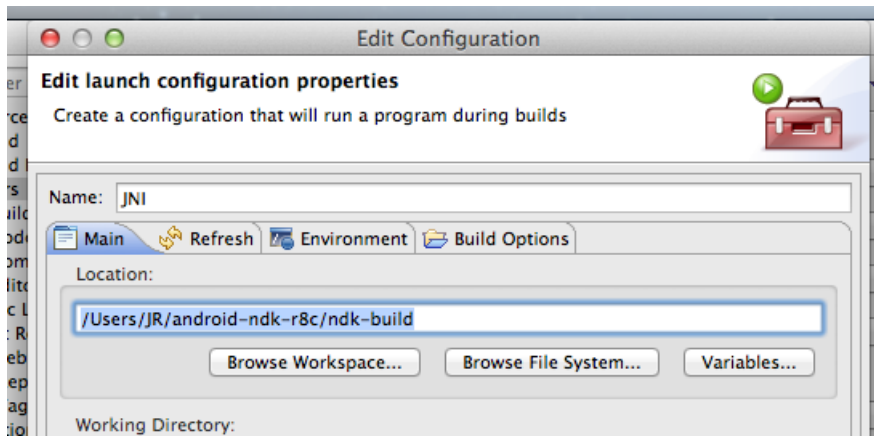 Edit Configuration
Edit launch configuration properties
Create a configuration that will run a program during builds
Name: JNI
Main Refresh Environment Build Options
Location:
/Users/JR/android-ndk-r8c/ndk-build
Browse Workspace... Browse File System... Variables...
Working Directory: